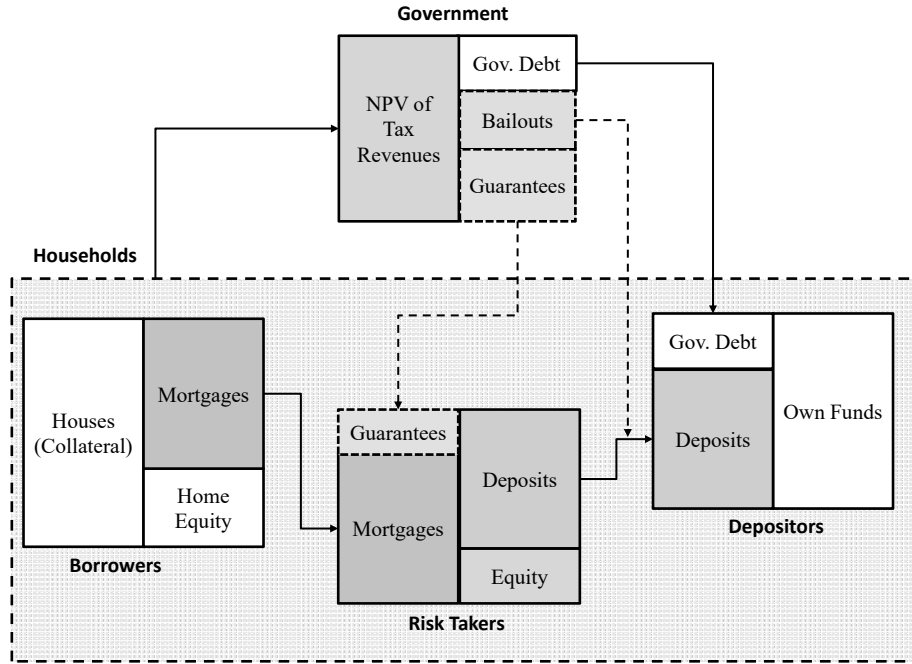 Government
NPV of
Tax
Revenues
Gov. Debt
Bailouts
Guarantees
Households
Houses
(Collateral)
Mortgages
Home
Equity
Borrowers
Guarantees
Mortgages
Deposits
Equity
Risk Takers
Gov. Debt
Deposits
Own Funds
Depositors